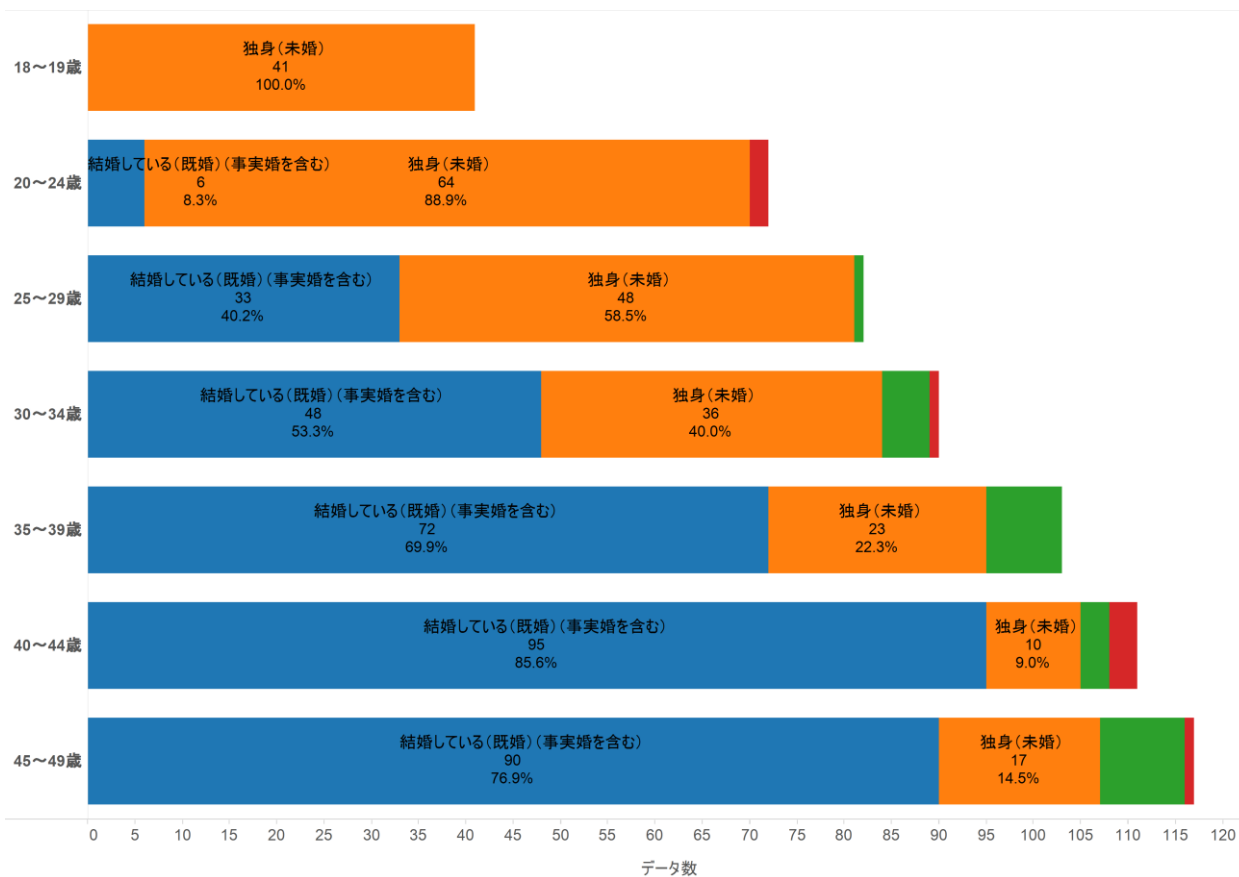 18～19歳
独身（未婚）
41
100.0%
20～24歳
結婚している（既婚）（事実婚を含む）
6
8.3%
独身（未婚）
64
88.9%
25～29歳
結婚している（既婚）（事実婚を含む）
33
40.2%
独身（未婚）
48
58.5%
30～34歳
結婚している（既婚）（事実婚を含む）
48
53.3%
独身（未婚）
36
40.0%
35～39歳
結婚している（既婚）（事実婚を含む）
72
69.9%
独身（未婚）
23
22.3%
40～44歳
結婚している（既婚）（事実婚を含む）
95
85.6%
独身（未婚）
10
9.0%
45～49歳
結婚している（既婚）（事実婚を含む）
90
76.9%
独身（未婚）
17
14.5%
0 5 10 15 20 25 30 35 40 45 50 55 60 65 70 75 80 85 90 95 100 105 110 115 120
データ数